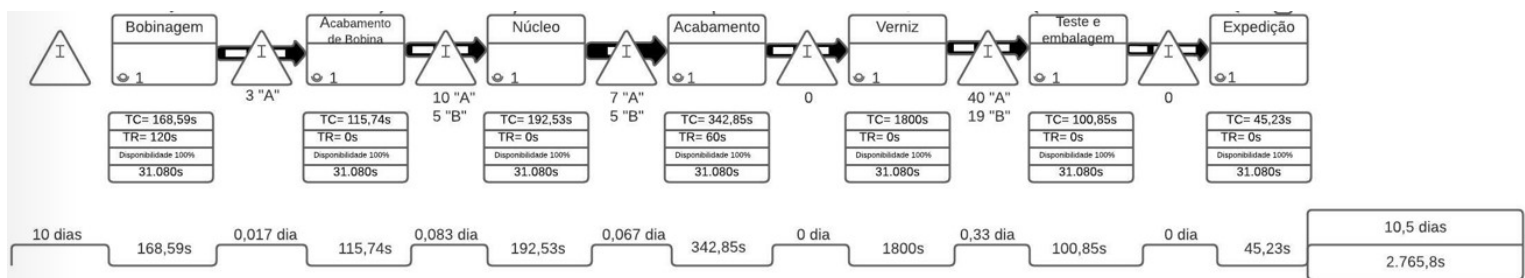 Bobinagem
Acabamento
de Bobina
Núcleo
Acabamento
Verniz
Teste e
embalagem
Expedição
I
I
I
I
I
I
I
1
1
1
1
1
1
1
3 "A"
10 "A"
5 "B"
7 "A"
5 "B"
0
40 "A"
19 "B"
0
TC= 168,59s
TR= 120s
Disponibilidade 100%
31.080s
TC= 115,74s
TR= 0s
Disponibilidade 100%
31.080s
TC= 192,53s
TR= 0s
Disponibilidade 100%
31.080s
TC= 342,85s
TR= 60s
Disponibilidade 100%
31.080s
TC= 1800s
TR= 0s
Disponibilidade 100%
31.080s
TC= 100,85s
TR= 0s
Disponibilidade 100%
31.080s
TC= 45,23s
TR= 0s
Disponibilidade 100%
31.080s
10 dias
168,59s
0,017 dia
115,74s
0,083 dia
192,53s
0,067 dia
342,85s
0 dia
1800s
0,33 dia
100,85s
0 dia
45,23s
10,5 dias
2.765,8s